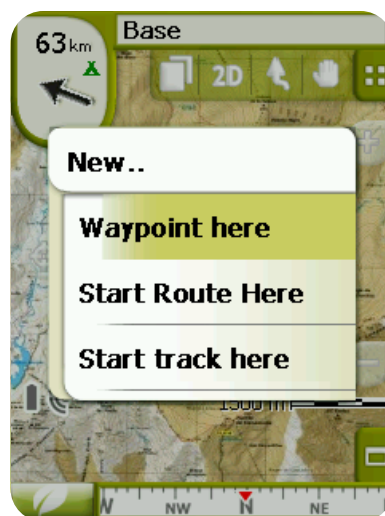 63km
Base
2D
New..
Waypoint here
Start Route Here
Start track here
W NW N NE